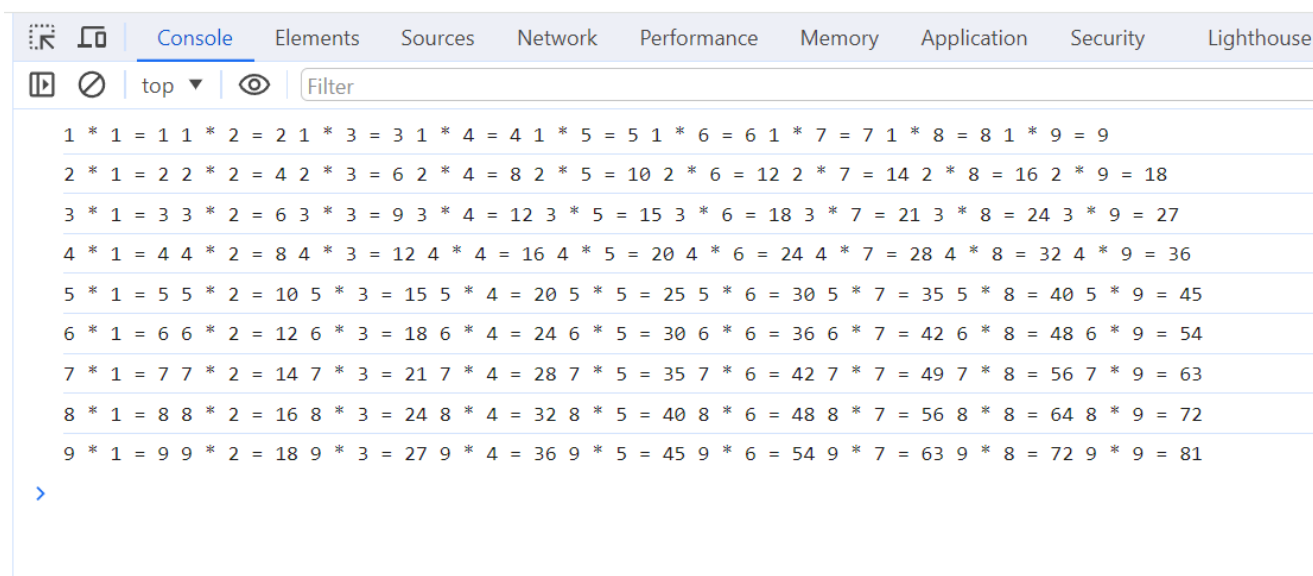 Console Elements Sources Network Performance Memory Application Security Lighthouse
top Filter
1 * 1 = 1 1 * 2 = 2 1 * 3 = 3 1 * 4 = 4 1 * 5 = 5 1 * 6 = 6 1 * 7 = 7 1 * 8 = 8 1 * 9 = 9
2 * 1 = 2 2 * 2 = 4 2 * 3 = 6 2 * 4 = 8 2 * 5 = 10 2 * 6 = 12 2 * 7 = 14 2 * 8 = 16 2 * 9 = 18
3 * 1 = 3 3 * 2 = 6 3 * 3 = 9 3 * 4 = 12 3 * 5 = 15 3 * 6 = 18 3 * 7 = 21 3 * 8 = 24 3 * 9 = 27
4 * 1 = 4 4 * 2 = 8 4 * 3 = 12 4 * 4 = 16 4 * 5 = 20 4 * 6 = 24 4 * 7 = 28 4 * 8 = 32 4 * 9 = 36
5 * 1 = 5 5 * 2 = 10 5 * 3 = 15 5 * 4 = 20 5 * 5 = 25 5 * 6 = 30 5 * 7 = 35 5 * 8 = 40 5 * 9 = 45
6 * 1 = 6 6 * 2 = 12 6 * 3 = 18 6 * 4 = 24 6 * 5 = 30 6 * 6 = 36 6 * 7 = 42 6 * 8 = 48 6 * 9 = 54
7 * 1 = 7 7 * 2 = 14 7 * 3 = 21 7 * 4 = 28 7 * 5 = 35 7 * 6 = 42 7 * 7 = 49 7 * 8 = 56 7 * 9 = 63
8 * 1 = 8 8 * 2 = 16 8 * 3 = 24 8 * 4 = 32 8 * 5 = 40 8 * 6 = 48 8 * 7 = 56 8 * 8 = 64 8 * 9 = 72
9 * 1 = 9 9 * 2 = 18 9 * 3 = 27 9 * 4 = 36 9 * 5 = 45 9 * 6 = 54 9 * 7 = 63 9 * 8 = 72 9 * 9 = 81